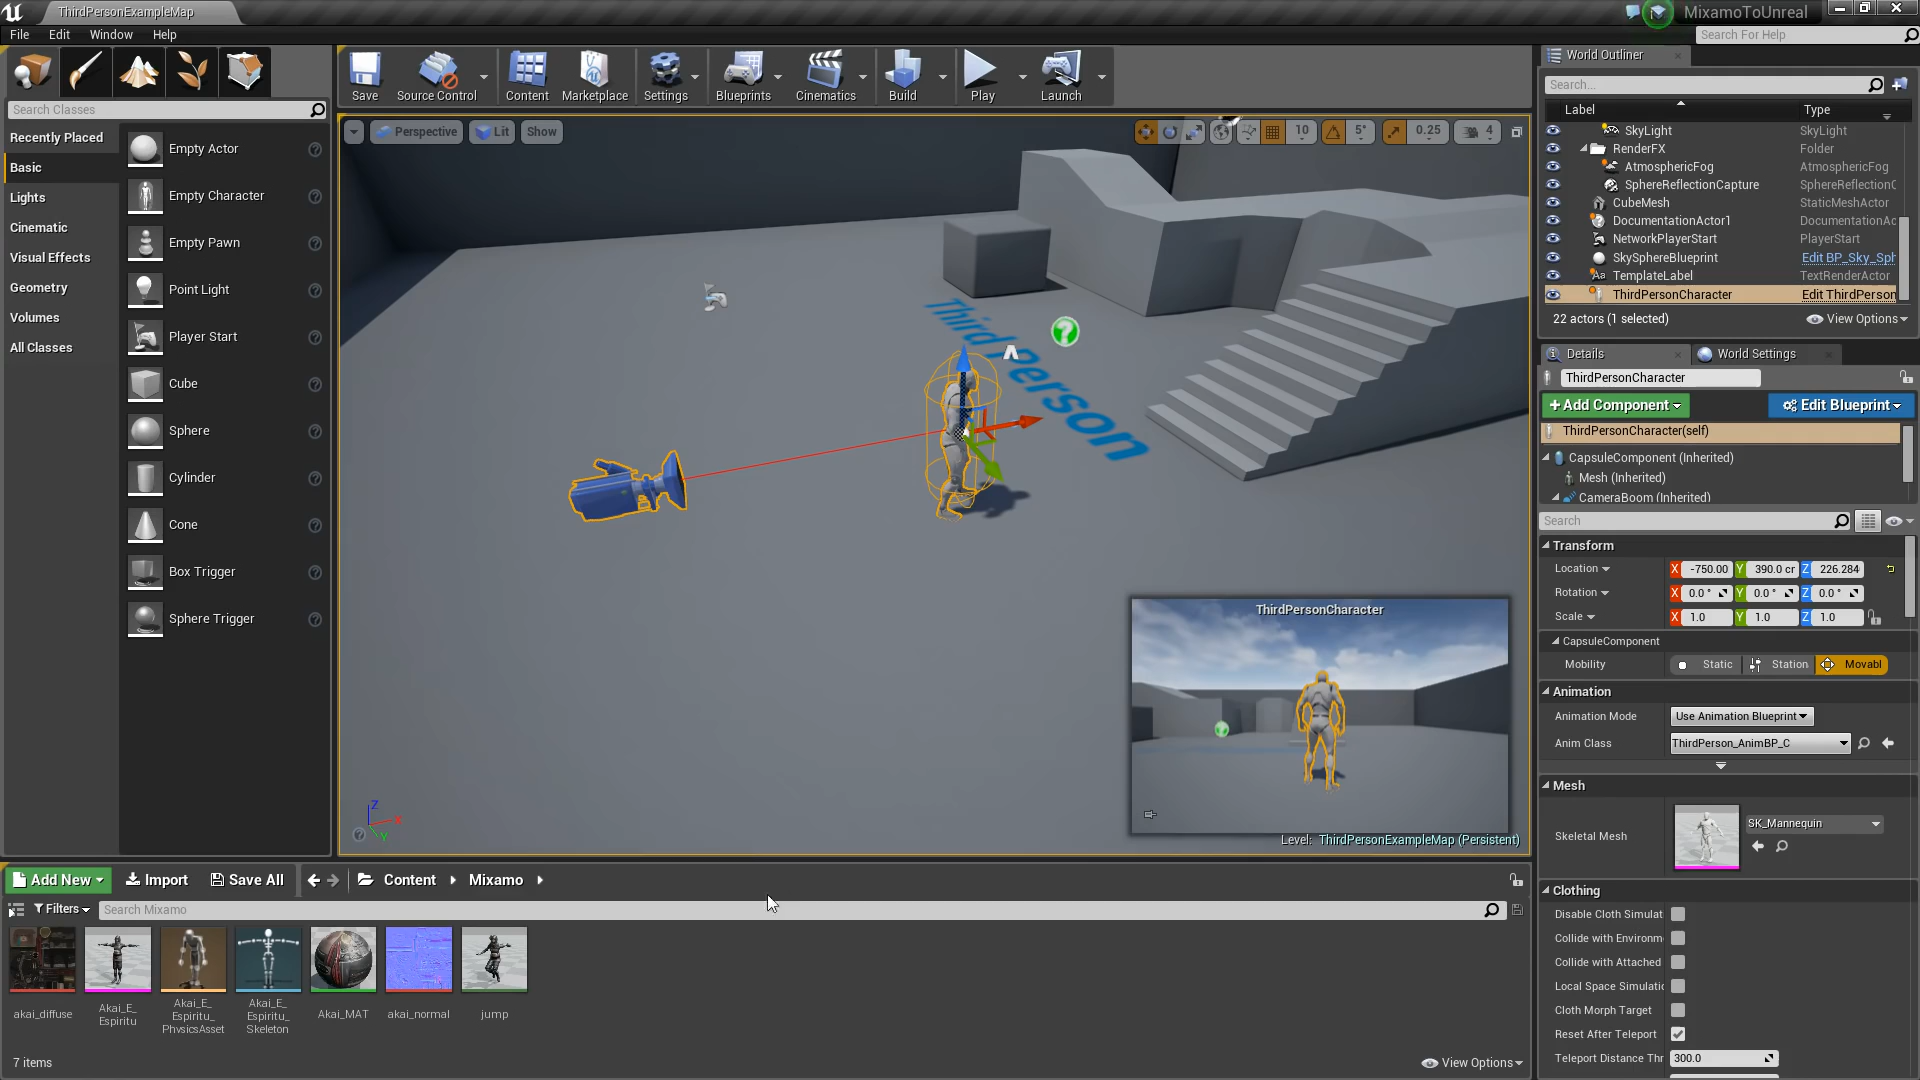 ThirdPersonExampleMap
MixamoToUnreal
File Edit Window Help
Search For Help
Search Classes
Recently Placed
Basic
Lights
Cinematic
Visual Effects
Geometry
Volumes
All Classes
Empty Actor
Empty Character
Empty Pawn
Point Light
Player Start
Cube
Sphere
Cylinder
Cone
Box Trigger
Sphere Trigger
Save
Source Control
Content
Marketplace
Settings
Blueprints
Cinematics
Build
Play
Launch
Perspective Lit Show
10 5° 0.25 4
Third Person
ThirdPersonCharacter
Level: ThirdPersonExampleMap (Persistent)
Z X Y
World Outliner
Search...
Label Type
SkyLight SkyLight
RenderFX Folder
AtmosphericFog AtmosphericFog
SphereReflectionCapture SphereReflectionC
CubeMesh StaticMeshActor
DocumentationActor1 DocumentationAc
NetworkPlayerStart PlayerStart
SkySphereBlueprint Edit BP_Sky_Sph
TemplateLabel TextRenderActor
ThirdPersonCharacter Edit ThirdPerson
22 actors (1 selected) View Options
Details World Settings
ThirdPersonCharacter
+Add Component Edit Blueprint
ThirdPersonCharacter(self)
CapsuleComponent (Inherited)
Mesh (Inherited)
CameraBoom (Inherited)
Search
Transform
Location X -750.00 Y 390.0 cr Z 226.284
Rotation X 0.0 ° Y 0.0 ° Z 0.0 °
Scale X 1.0 Y 1.0 Z 1.0
CapsuleComponent
Mobility Static Station Movabl
Animation
Animation Mode Use Animation Blueprint
Anim Class ThirdPerson_AnimBP_C
Mesh
Skeletal Mesh SK_Mannequin
Clothing
Disable Cloth Simulat
Collide with Environm
Collide with Attached
Local Space Simulatic
Cloth Morph Target
Reset After Teleport
Teleport Distance Thr 300.0
Add New Import Save All Content Mixamo
Filters Search Mixamo
akai_diffuse
Akai_E_
Espiritu
Akai_E_
Espiritu_
PhysicsAsset
Akai_E_
Espiritu_
Skeleton
Akai_MAT
akai_normal
jump
7 items View Options